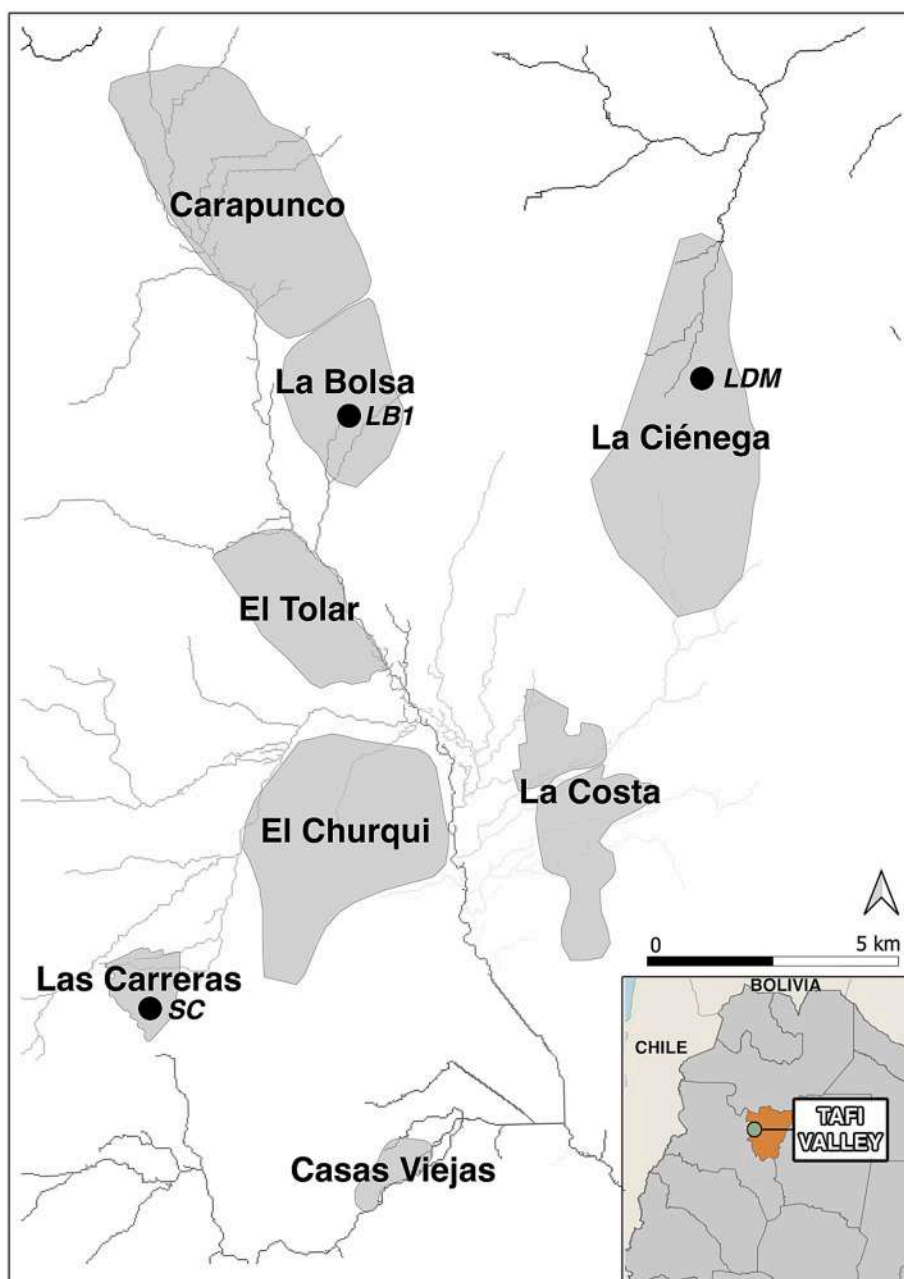 Carapunco
La Bolsa
LB1
LDM
La Ciénega
El Tolar
La Costa
El Churqui
Las Carreras
SC
Casas Viejas
0
5 km
BOLIVIA
CHILE
TAFI
VALLEY